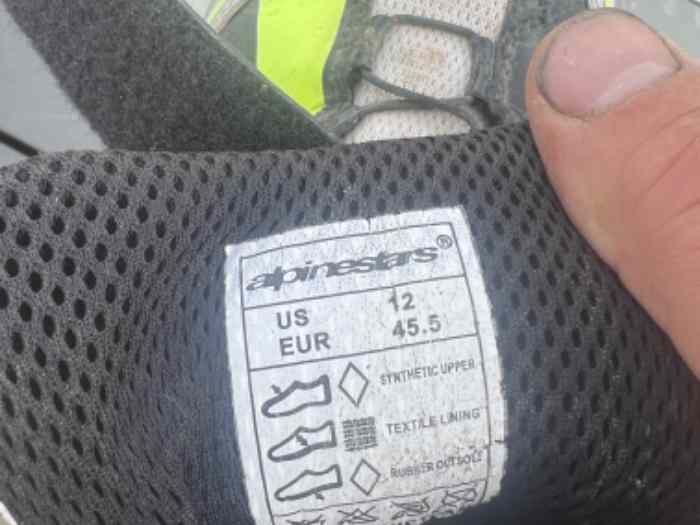 alpinestars®
US 12
EUR 45.5
SYNTHETIC UPPER
TEXTILE LINING
RUBBER OUTSOLE